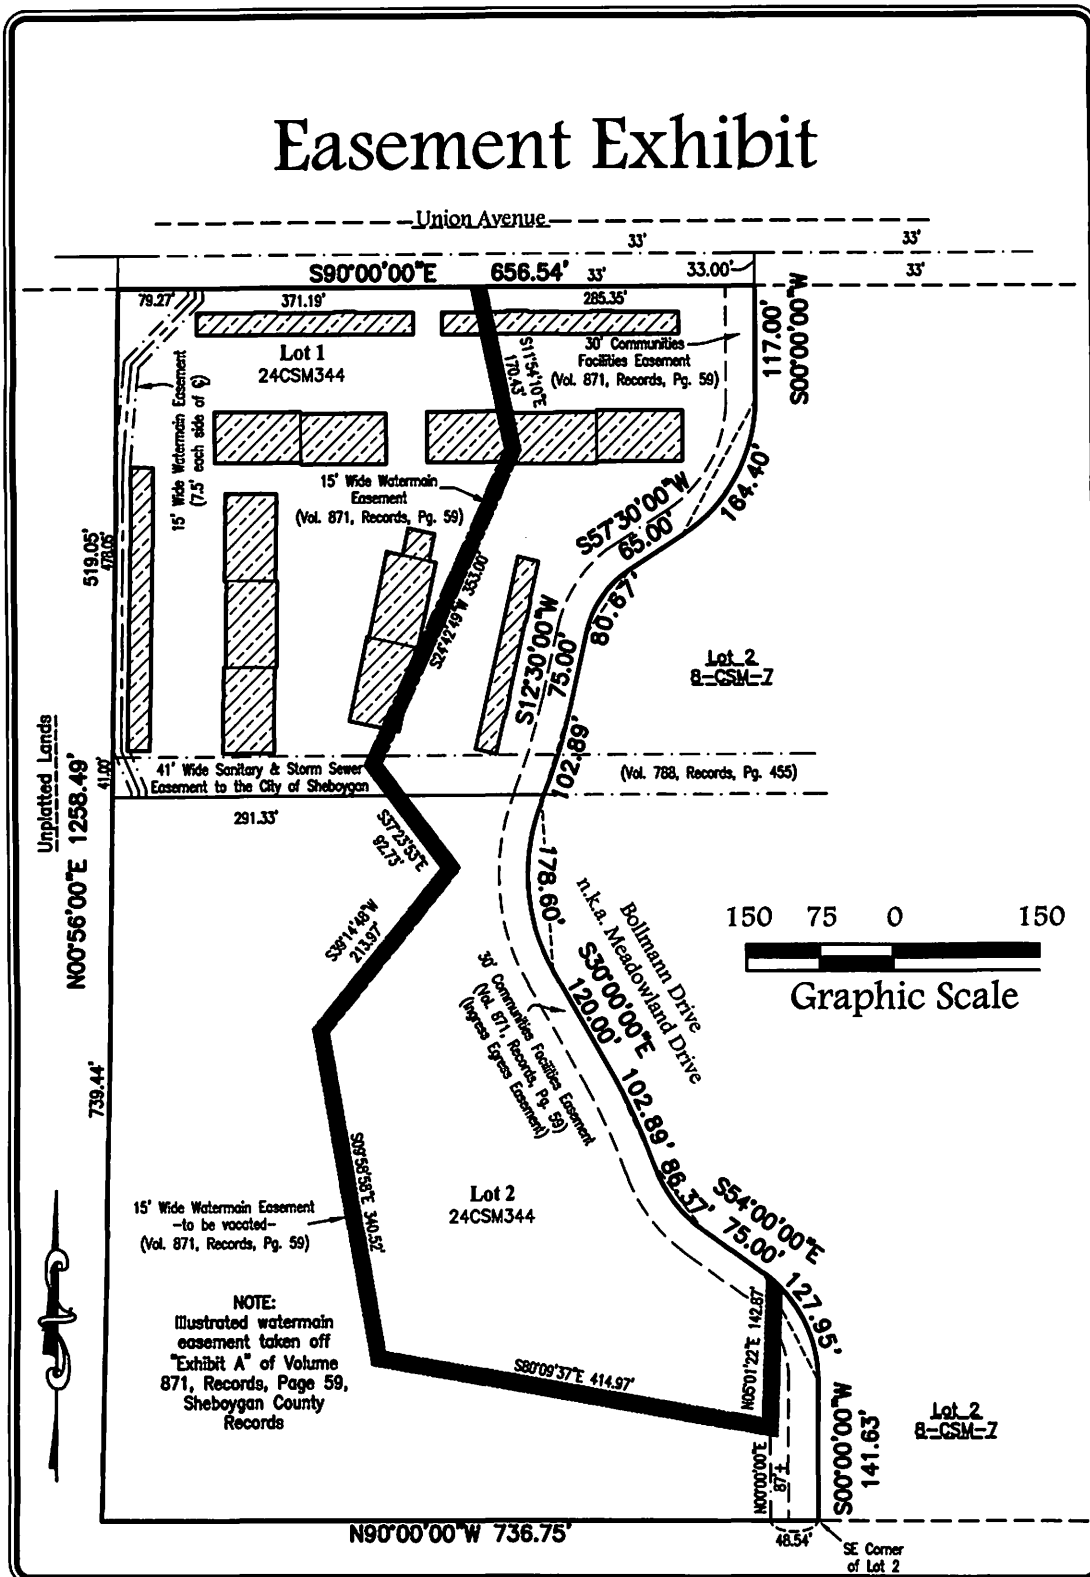 Easement Exhibit
Union Avenue
33'
33'
S90°00'00"E 656.54'
33'
33.00'
33'
79.27'
371.19'
285.35'
Lot 1
24CSM344
S11°54'10"E
170.43'
30' Communities
Facilities Easement
(Vol. 871, Records, Pg. 59)
117.00'
S00°00'00"W
15' Wide Watermain Easement
(7.5' each side of ℄)
15' Wide Watermain
Easement
(Vol. 871, Records, Pg. 59)
164.40'
S57°30'00"W
65.00'
519.05'
478.05'
80.67'
S24°42'49"W 353.00'
S12°30'00"W
75.00'
Lot 2
8-CSM-7
102.89'
Unplatted Lands
N00°56'00"E 1258.49'
41.00'
41' Wide Sanitary & Storm Sewer
Easement to the City of Sheboygan
(Vol. 788, Records, Pg. 455)
291.33'
S37°23'53"E
92.73'
178.60'
S39°14'48"W
213.97'
Bollmann Drive
n.k.a. Meadowland Drive
S30°00'00"E
120.00'
150 75 0 150
Graphic Scale
30' Communities Facilities Easement
(Vol. 871, Records, Pg. 59)
(Ingress Egress Easement)
739.44'
102.89'
86.37'
S09°58'58"E 340.52'
Lot 2
24CSM344
15' Wide Watermain Easement
-to be vacated-
(Vol. 871, Records, Pg. 59)
S54°00'00"E
75.00'
127.95'
NOTE:
Illustrated watermain
easement taken off
"Exhibit A" of Volume
871, Records, Page 59,
Sheboygan County
Records
N05°01'22"E 142.87'
S80°09'37"E 414.97'
N00°00'00"E
87'±
S00°00'00"W
141.63'
Lot 2
8-CSM-7
N90°00'00"W 736.75'
48.54'
SE Corner
of Lot 2